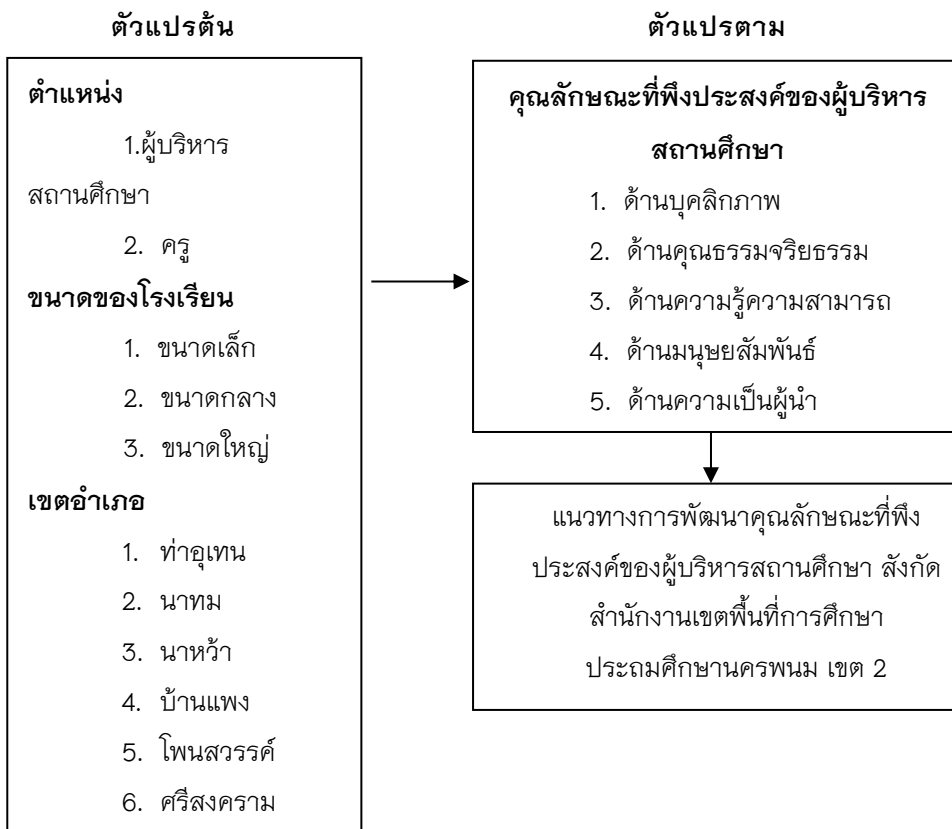 ตัวแปรต้น
ตำแหน่ง
1.ผู้บริหาร
สถานศึกษา
2. ครู
ขนาดของโรงเรียน
1. ขนาดเล็ก
2. ขนาดกลาง
3. ขนาดใหญ่
เขตอำเภอ
1. ท่าอุเทน
2. นาทม
3. นาหว้า
4. บ้านแพง
5. โพนสวรรค์
6. ศรีสงคราม
ตัวแปรตาม
คุณลักษณะที่พึงประสงค์ของผู้บริหาร
สถานศึกษา
1. ด้านบุคลิกภาพ
2. ด้านคุณธรรมจริยธรรม
3. ด้านความรู้ความสามารถ
4. ด้านมนุษยสัมพันธ์
5. ด้านความเป็นผู้นำ
แนวทางการพัฒนาคุณลักษณะที่พึง
ประสงค์ของผู้บริหารสถานศึกษา สังกัด
สำนักงานเขตพื้นที่การศึกษา
ประถมศึกษานครพนม เขต 2